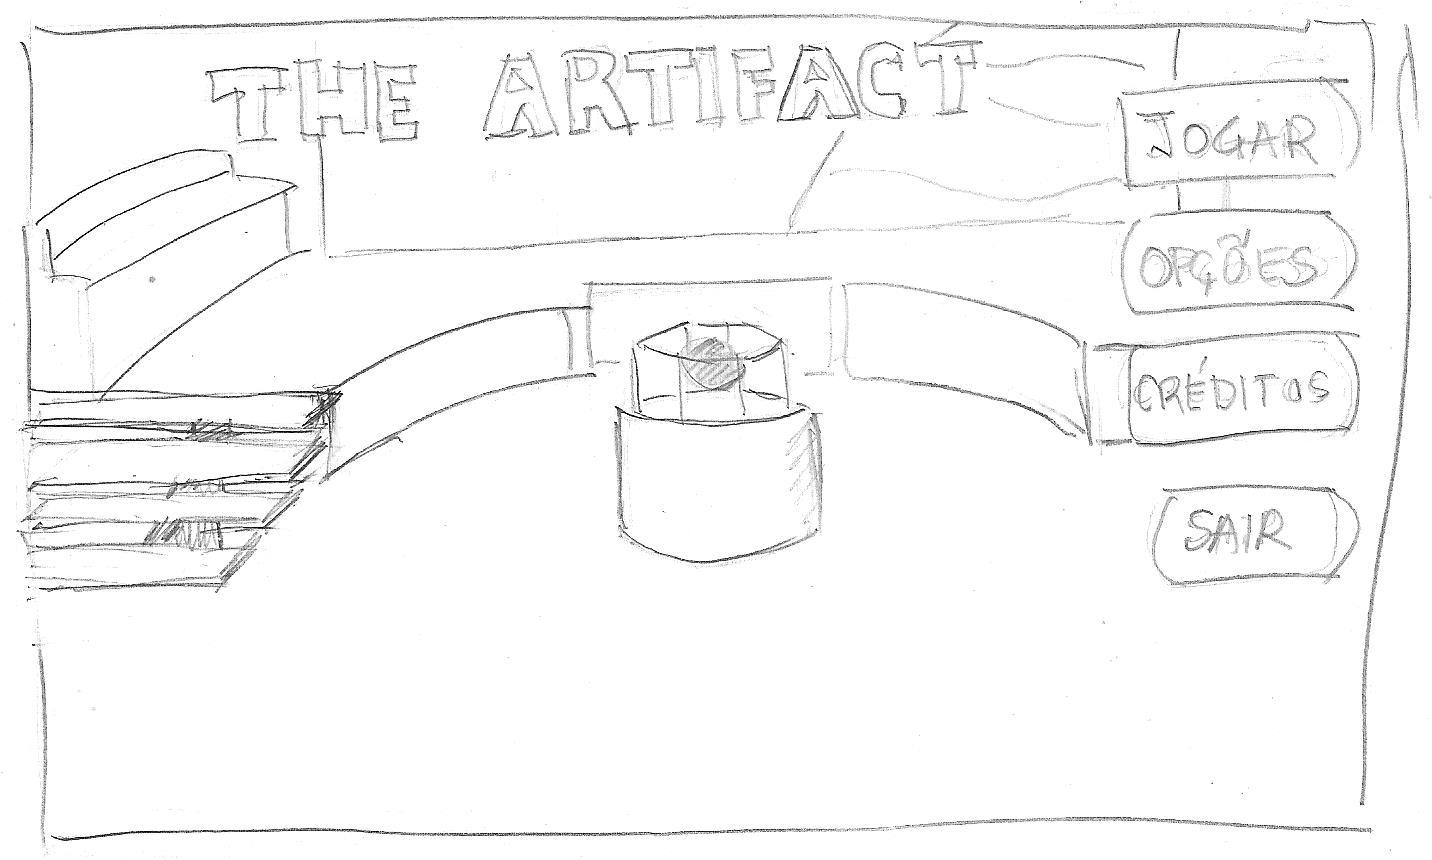 THE ARTIFACT
JOGAR
OPÇÕES
CRÉDITOS
SAIR